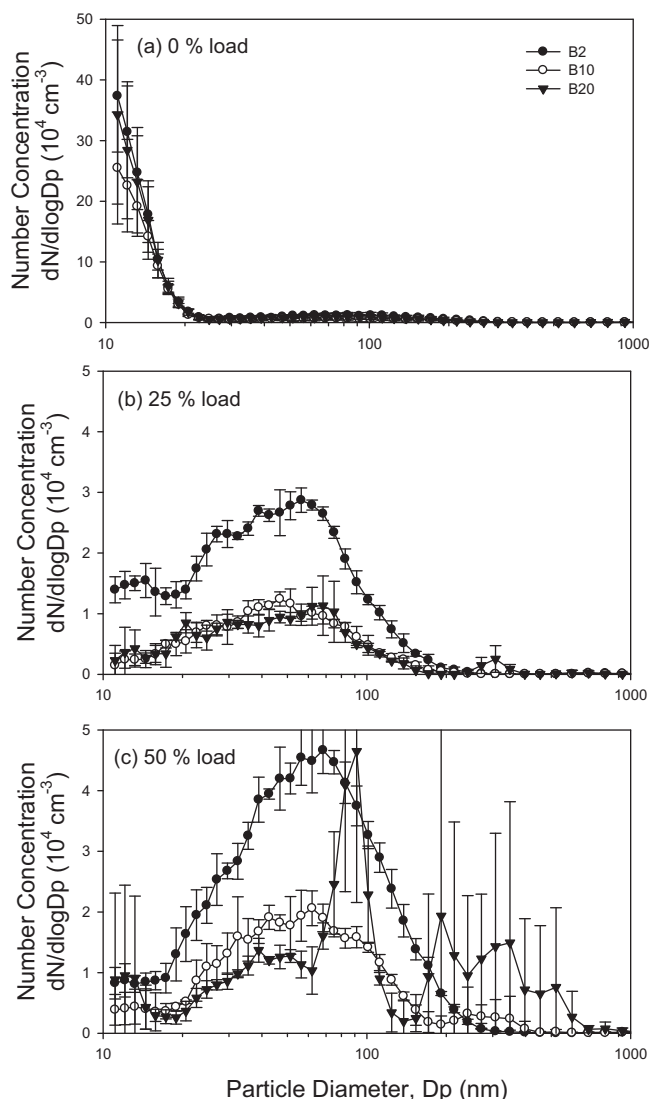 (a) 0 % load
B2
B10
B20
Number Concentration
dN/dlogDp (10⁴ cm⁻³)
50
40
30
20
10
0
10
100
1000
(b) 25 % load
Number Concentration
dN/dlogDp (10⁴ cm⁻³)
5
4
3
2
1
0
10
100
1000
(c) 50 % load
Number Concentration
dN/dlogDp (10⁴ cm⁻³)
5
4
3
2
1
0
10
100
1000
Particle Diameter, Dp (nm)